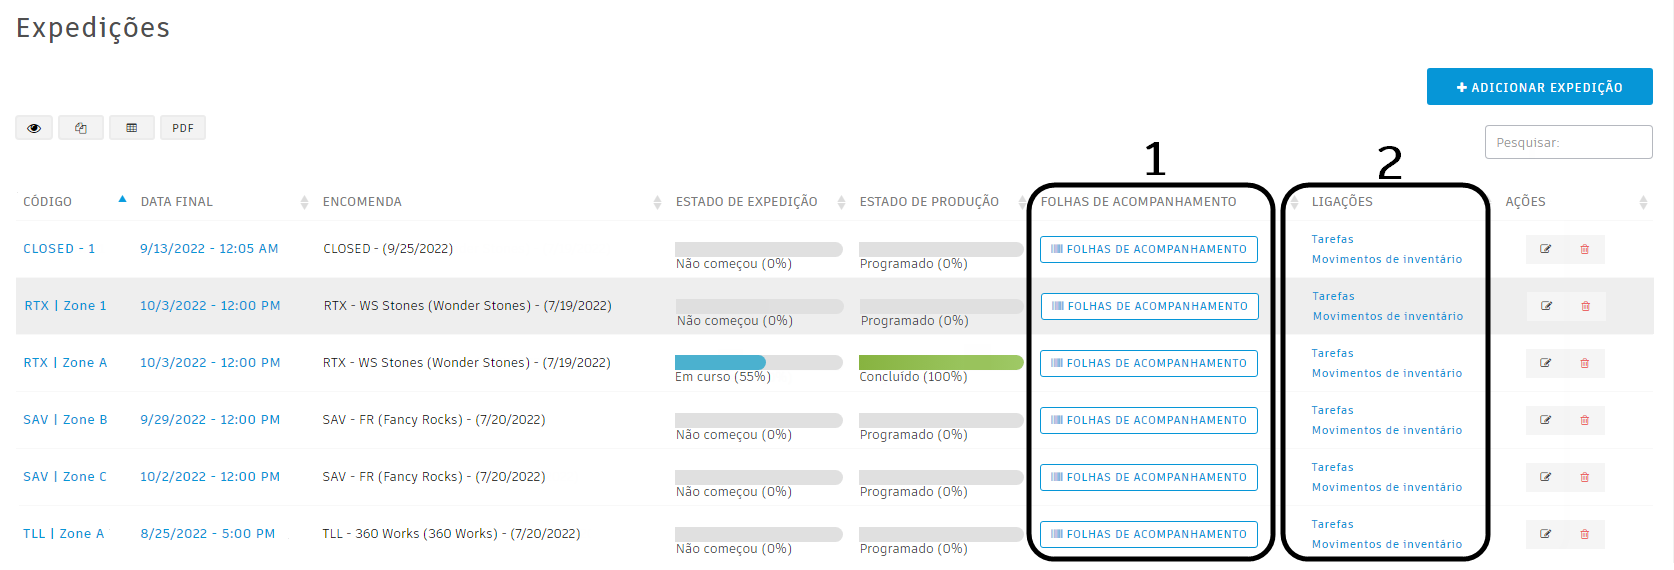 Expedições
ADICIONAR EXPEDIÇÃO
PDF
Pesquisar:
1
2
CÓDIGO DATA FINAL ENCOMENDA ESTADO DE EXPEDIÇÃO ESTADO DE PRODUÇÃO FOLHAS DE ACOMPANHAMENTO LIGAÇÕES AÇÕES
CLOSED - 1 9/13/2022 - 12:05 AM CLOSED - (9/25/2022) FOLHAS DE ACOMPANHAMENTO Tarefas
Não começou (0%) Programado (0%) Movimentos de inventário
RTX | Zone 1 10/3/2022 - 12:00 PM RTX - WS Stones (Wonder Stones) - (7/19/2022) FOLHAS DE ACOMPANHAMENTO Tarefas
Não começou (0%) Programado (0%) Movimentos de inventário
RTX | Zone A 10/3/2022 - 12:00 PM RTX - WS Stones (Wonder Stones) - (7/19/2022) FOLHAS DE ACOMPANHAMENTO Tarefas
Em curso (55%) Concluído (100%) Movimentos de inventário
SAV | Zone B 9/29/2022 - 12:00 PM SAV - FR (Fancy Rocks) - (7/20/2022) FOLHAS DE ACOMPANHAMENTO Tarefas
Não começou (0%) Programado (0%) Movimentos de inventário
SAV | Zone C 10/2/2022 - 12:00 PM SAV - FR (Fancy Rocks) - (7/20/2022) FOLHAS DE ACOMPANHAMENTO Tarefas
Não começou (0%) Programado (0%) Movimentos de inventário
TLL | Zone A 8/25/2022 - 5:00 PM TLL - 360 Works (360 Works) - (7/20/2022) FOLHAS DE ACOMPANHAMENTO Tarefas
Não começou (0%) Programado (0%) Movimentos de inventário